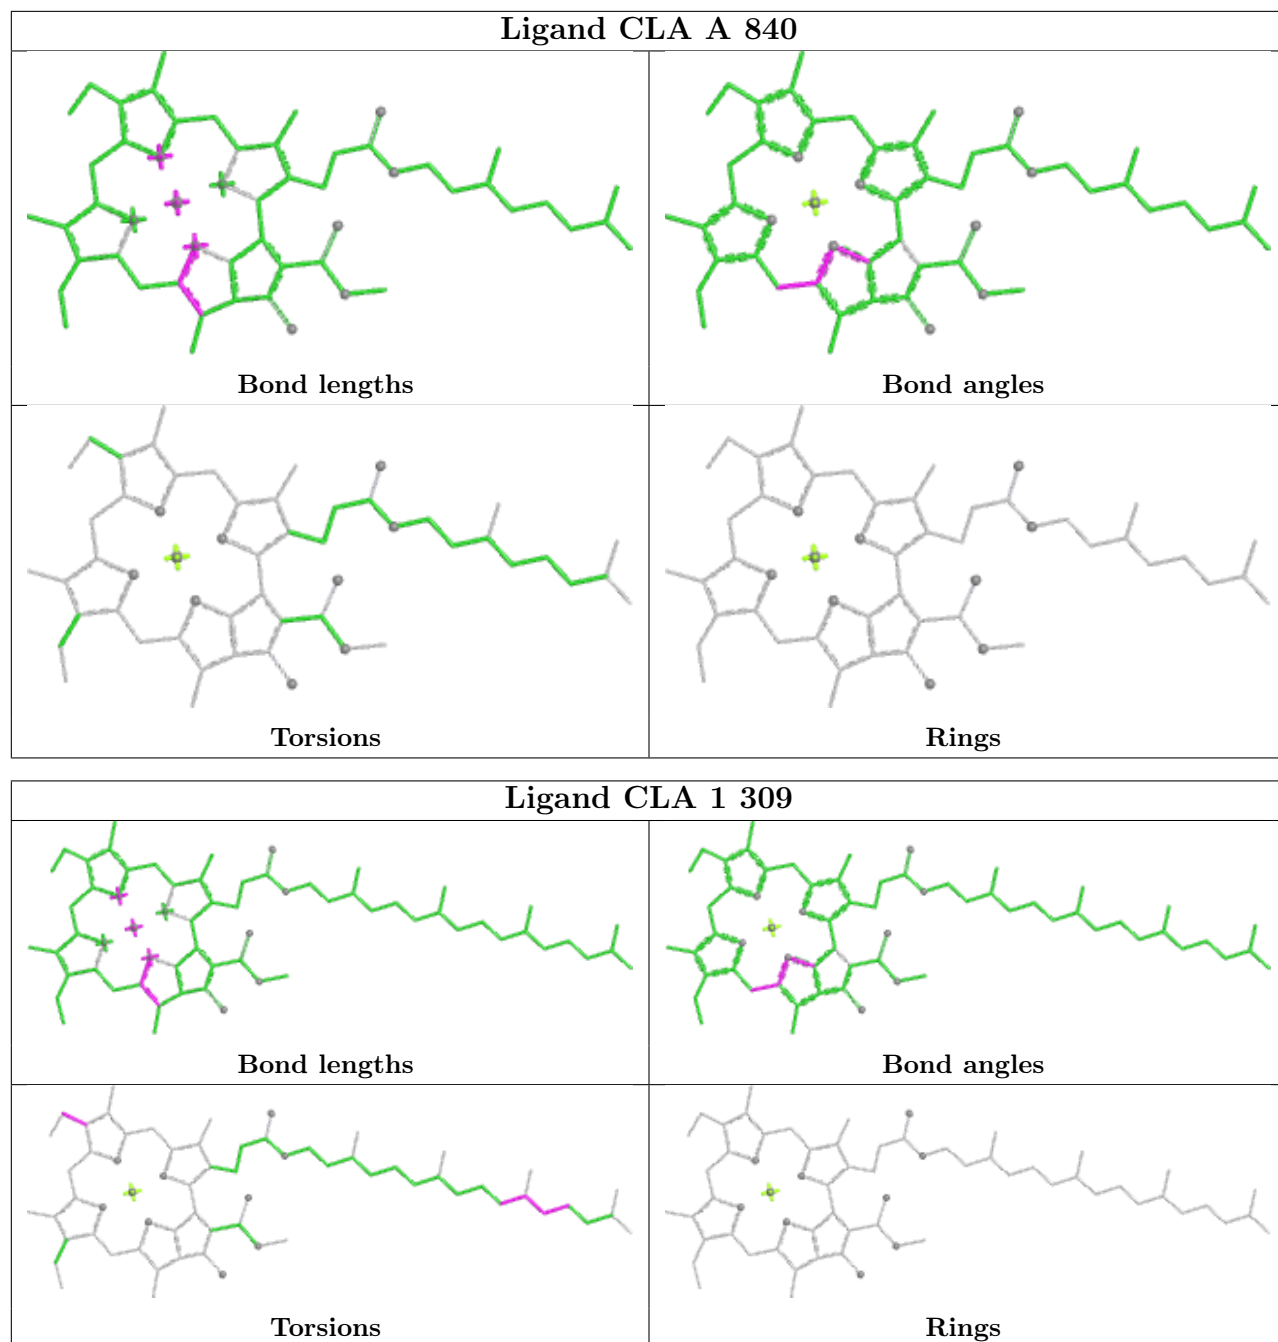 Ligand CLA A 840
Bond lengths
Bond angles
Torsions
Rings
Ligand CLA 1 309
Bond lengths
Bond angles
Torsions
Rings